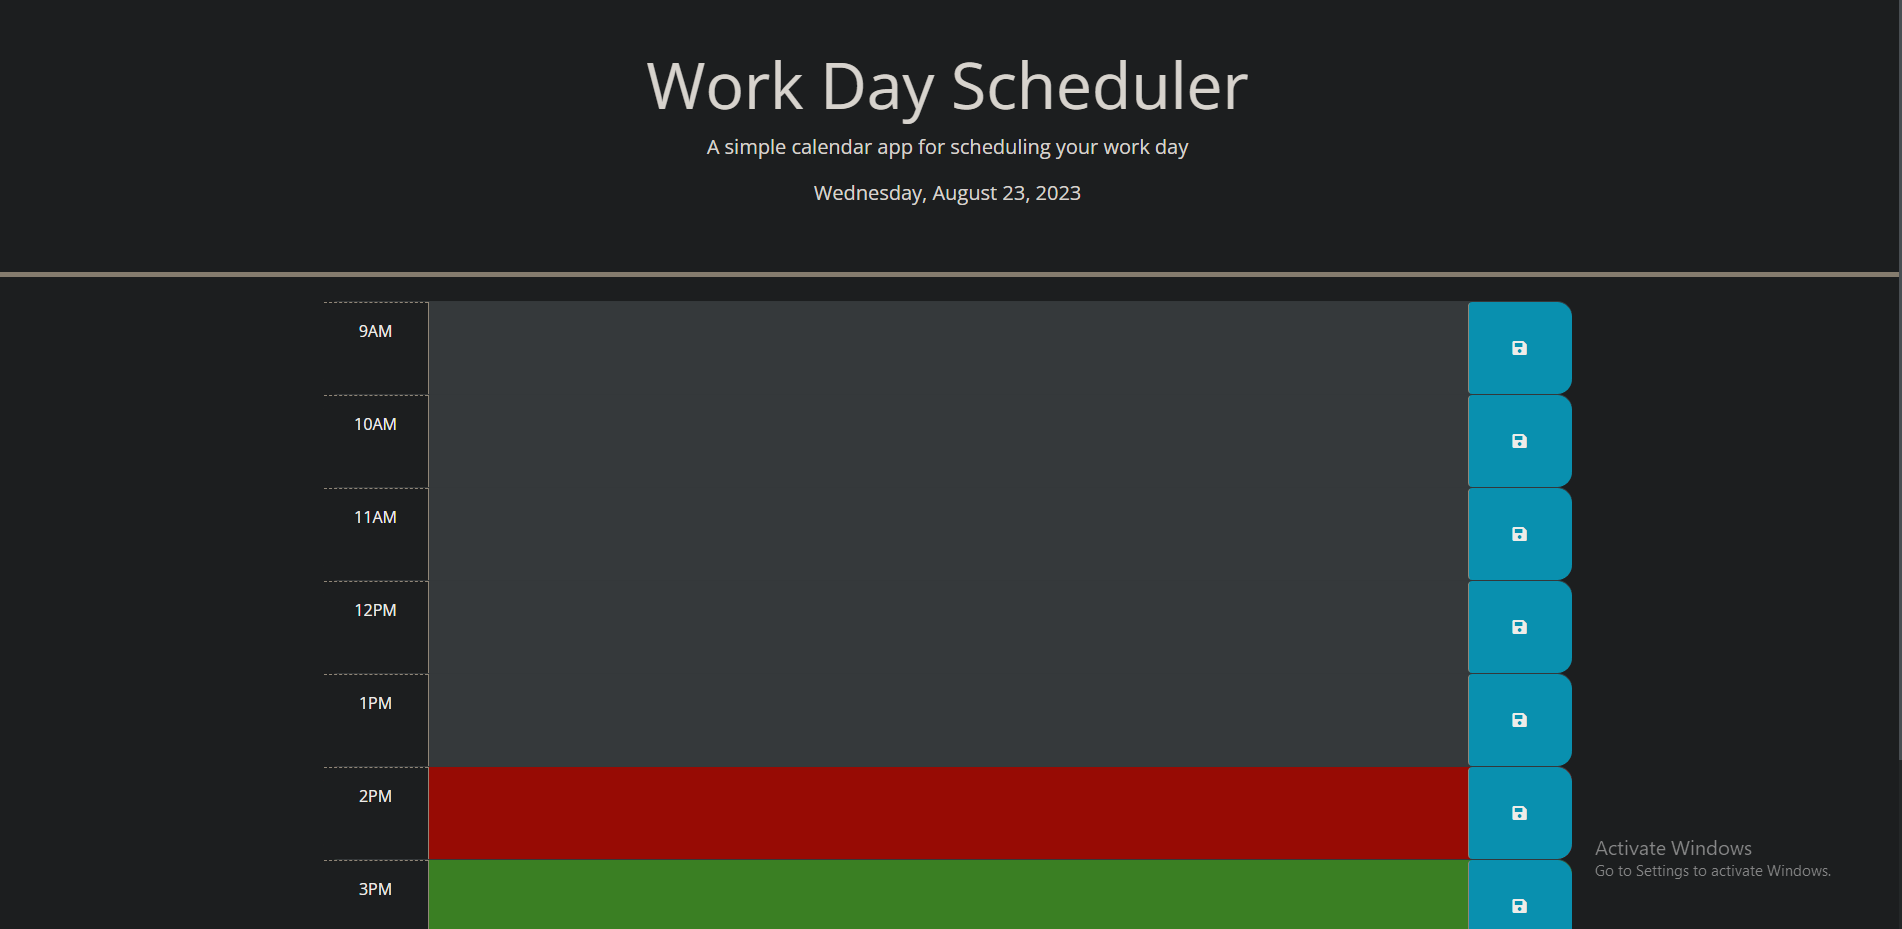 Work Day Scheduler
A simple calendar app for scheduling your work day
Wednesday, August 23, 2023
9AM
10AM
11AM
12PM
1PM
2PM
3PM
Activate Windows
Go to Settings to activate Windows.